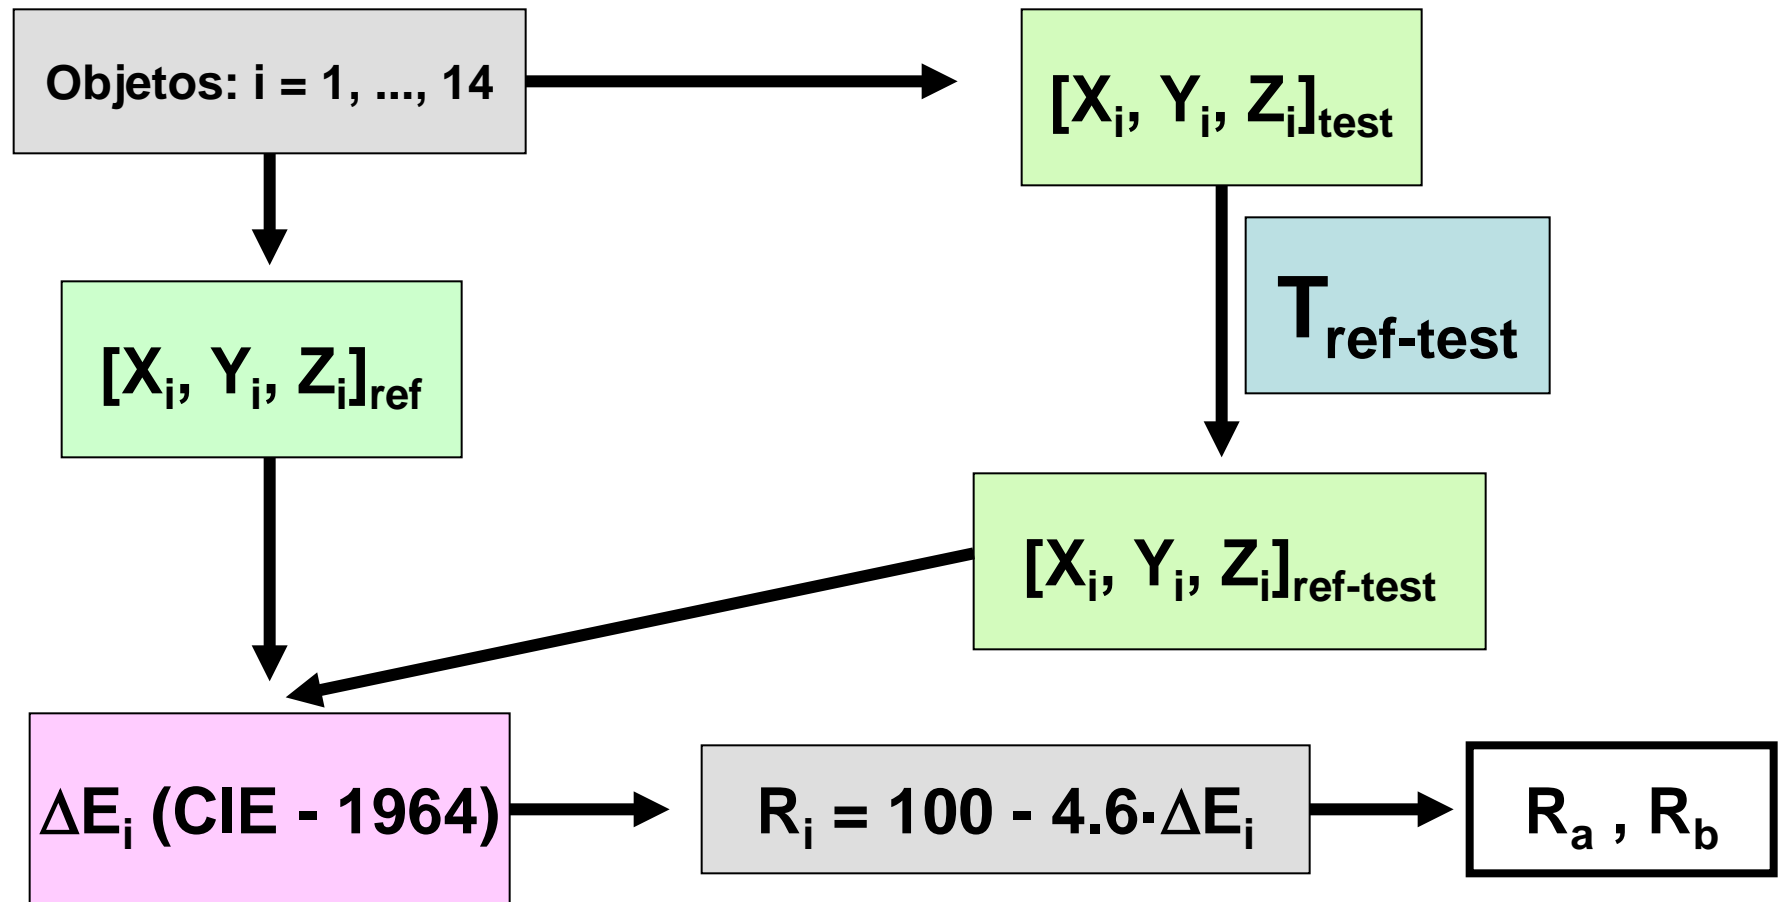 Objetos: i = 1, ..., 14
[Xi, Yi, Zi]test
Tref-test
[Xi, Yi, Zi]ref
[Xi, Yi, Zi]ref-test
ΔEi (CIE - 1964)
Ri = 100 - 4.6·ΔEi
Ra , Rb